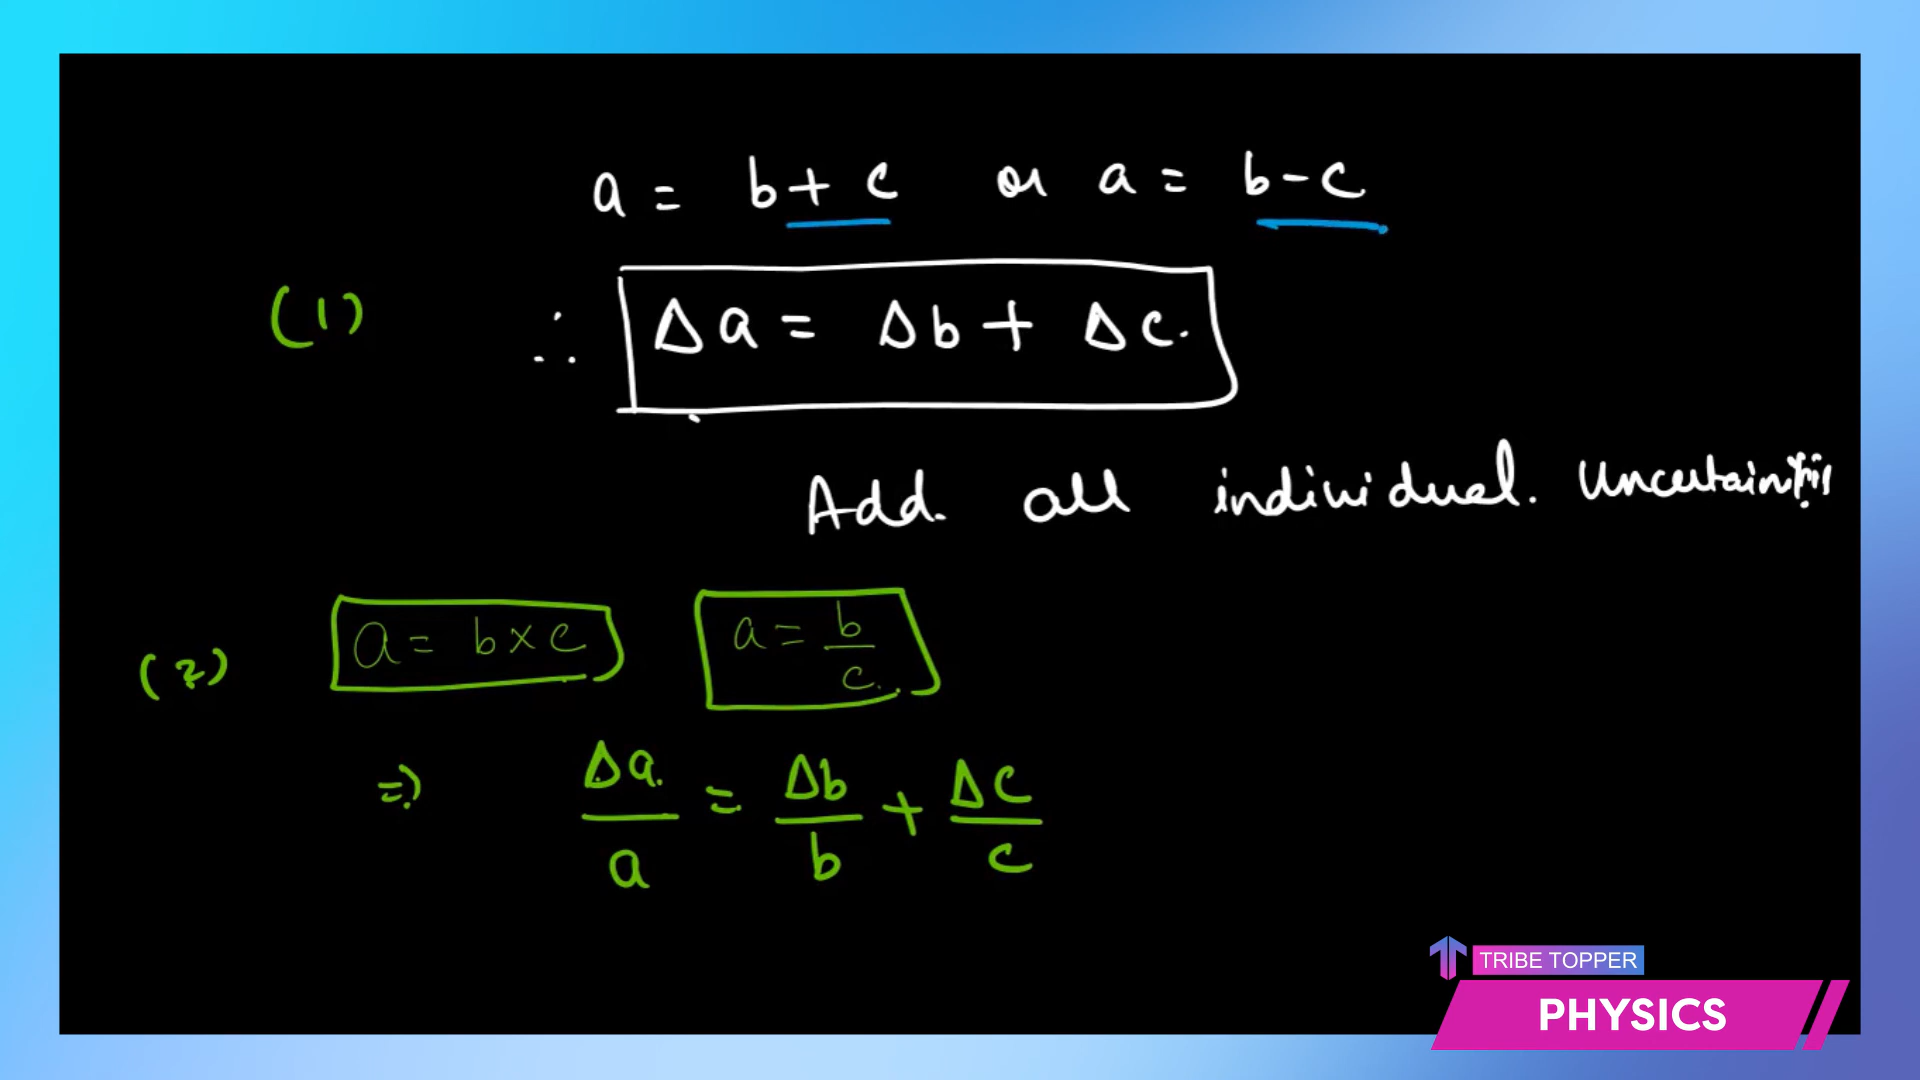 a = b + c or a = b - c
(1) ∴ Δa = Δb + Δc.
Add all individual. Uncertainties
(2) a = b × c a = b/c.
⇒ Δa/a = Δb/b + Δc/c
TRIBE TOPPER
PHYSICS